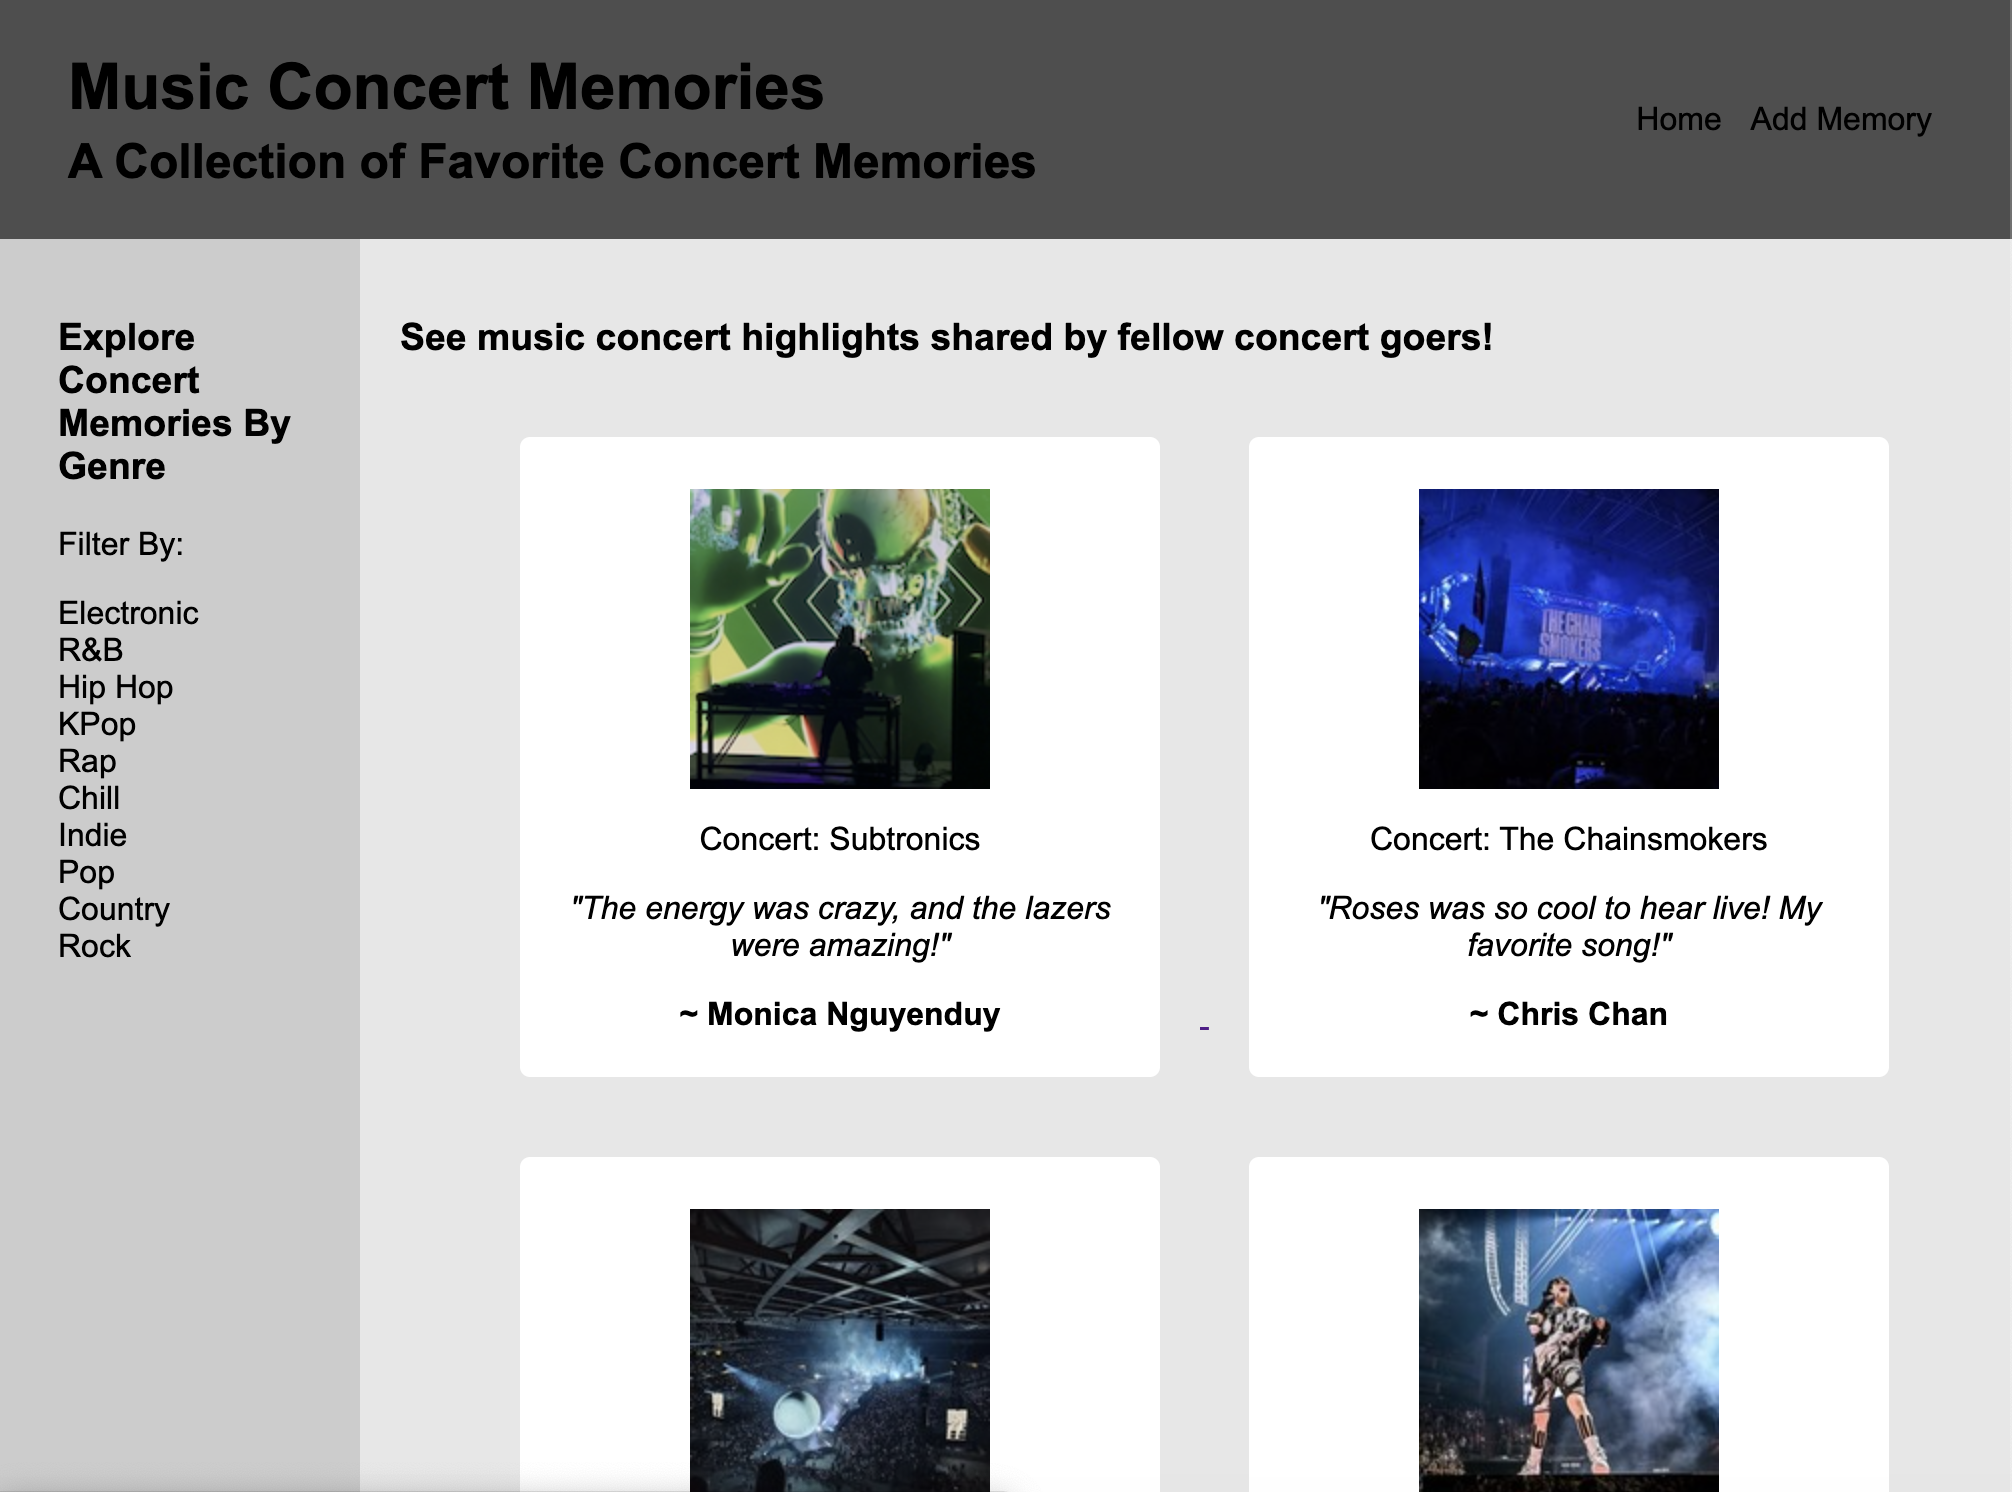 Music Concert Memories
A Collection of Favorite Concert Memories
Home Add Memory
Explore
Concert
Memories By
Genre
Filter By:
Electronic
R&B
Hip Hop
KPop
Rap
Chill
Indie
Pop
Country
Rock
See music concert highlights shared by fellow concert goers!
Concert: Subtronics
"The energy was crazy, and the lazers
were amazing!"
~ Monica Nguyenduy
THE CHAIN
SMOKERS
Concert: The Chainsmokers
"Roses was so cool to hear live! My
favorite song!"
~ Chris Chan